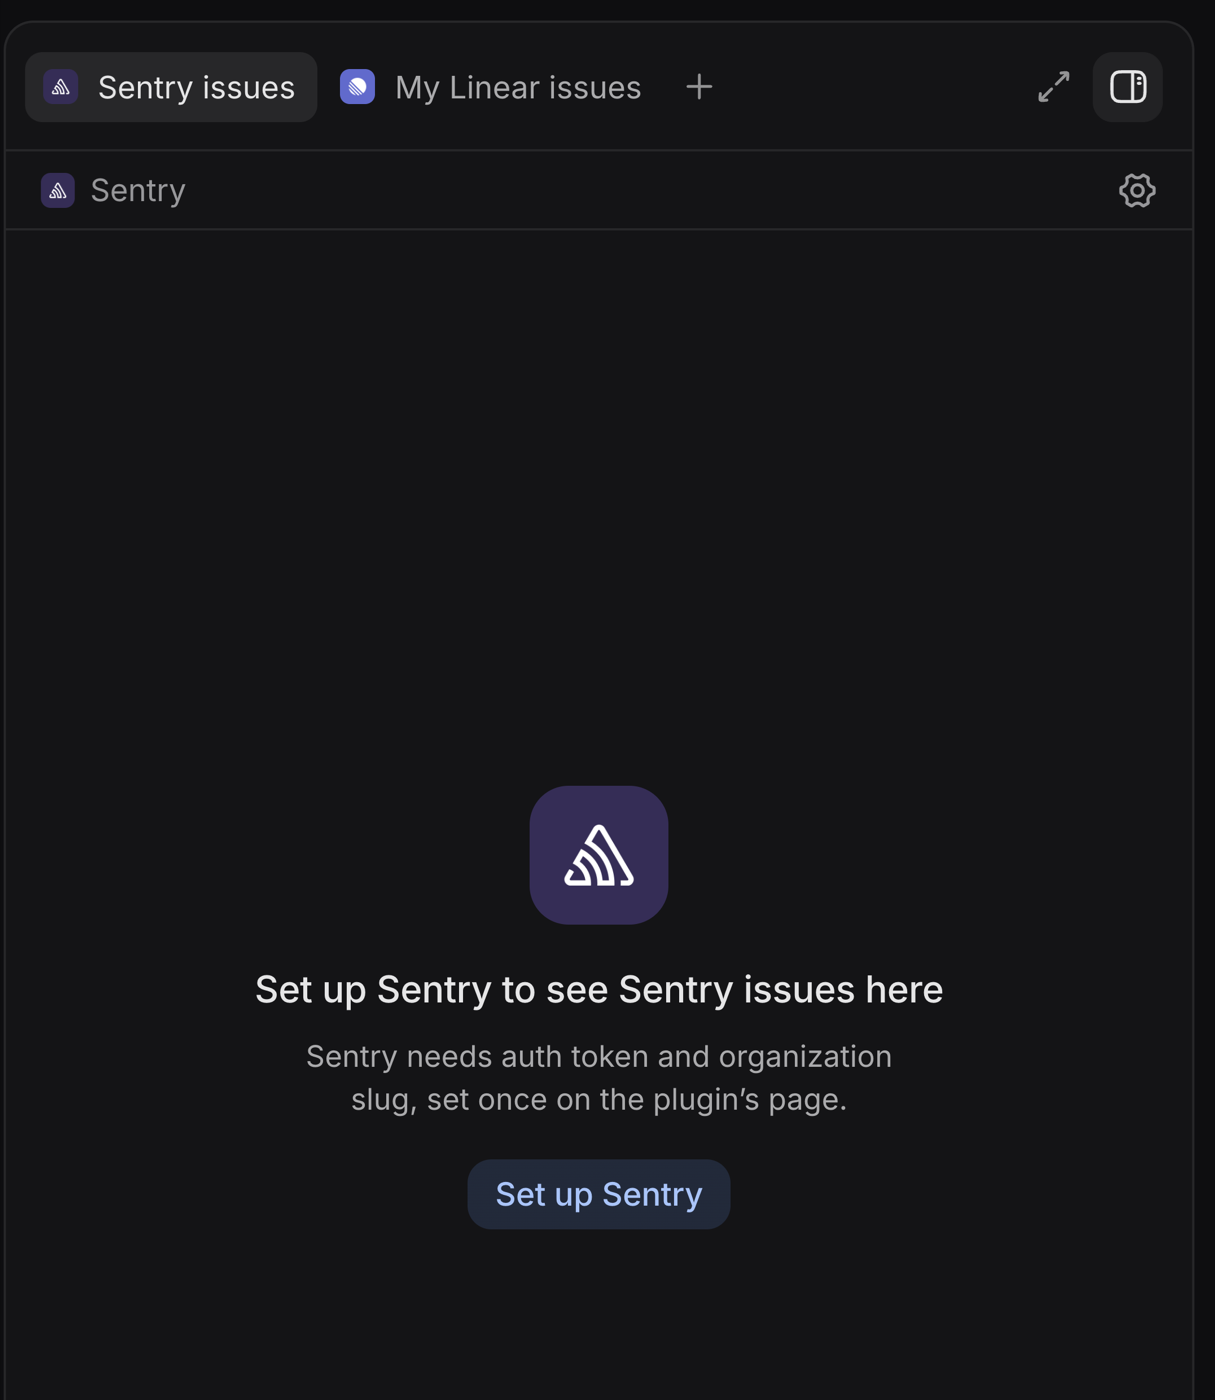 Sentry issues
My Linear issues
Sentry
Set up Sentry to see Sentry issues here
Sentry needs auth token and organization
slug, set once on the plugin’s page.
Set up Sentry